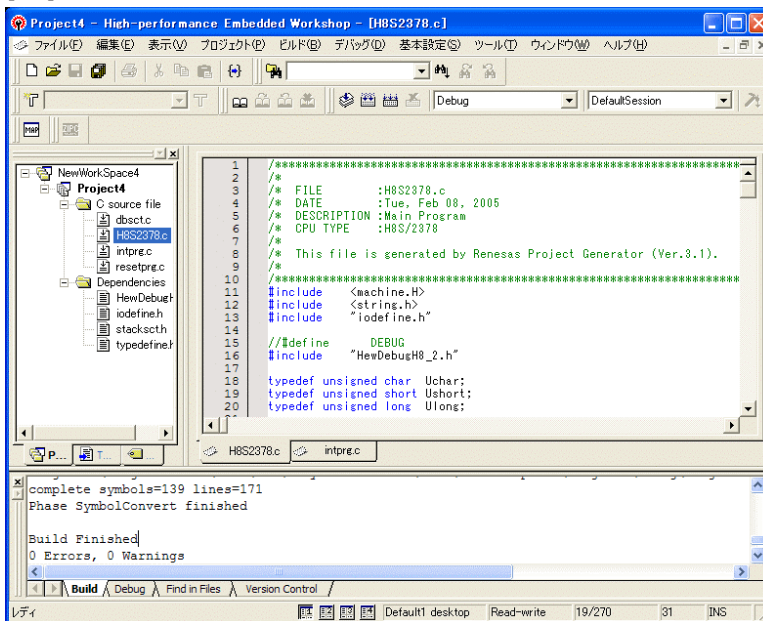 Project4 - High-performance Embedded Workshop - [H8S2378.c]
ファイル(F) 編集(E) 表示(V) プロジェクト(P) ビルド(B) デバッグ(D) 基本設定(S) ツール(T) ウィンドウ(W) ヘルプ(H)
Debug DefaultSession
MAP
NewWorkSpace4
Project4
C source file
dbsct.c
H8S2378.c
intprg.c
resetprg.c
Dependencies
HewDebugH
iodefine.h
stacksct.h
typedefine.h
P... T... ...
1 /********************************************************************
2 /*
3 /* FILE :H8S2378.c
4 /* DATE :Tue, Feb 08, 2005
5 /* DESCRIPTION :Main Program
6 /* CPU TYPE :H8S/2378
7 /*
8 /* This file is generated by Renesas Project Generator (Ver.3.1).
9 /*
10 /********************************************************************
11 #include <machine.H>
12 #include <string.h>
13 #include "iodefine.h"
14
15 //#define DEBUG
16 #include "HewDebugH8_2.h"
17
18 typedef unsigned char Uchar;
19 typedef unsigned short Ushort;
20 typedef unsigned long Ulong;
H8S2378.c intprg.c
complete symbols=139 lines=171
Phase SymbolConvert finished
Build Finished
0 Errors, 0 Warnings
Build Debug Find in Files Version Control
レディ 1 2 3 4 Default1 desktop Read-write 19/270 31 INS